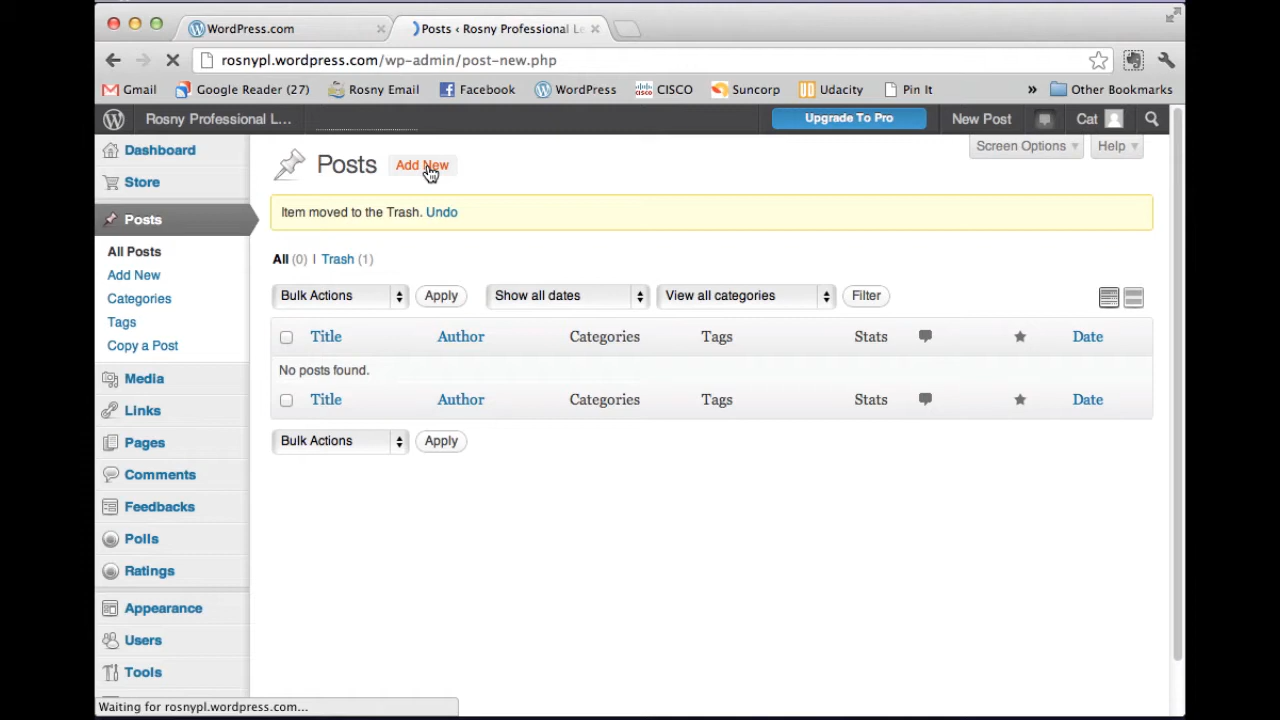 WordPress.com
Posts ‹ Rosny Professional Le
rosnypl.wordpress.com/wp-admin/post-new.php
Gmail Google Reader (27) Rosny Email Facebook WordPress CISCO Suncorp Udacity Pin It » Other Bookmarks
Rosny Professional L... Upgrade To Pro New Post Cat
Screen Options Help
Dashboard
Store
Posts
All Posts
Add New
Categories
Tags
Copy a Post
Media
Links
Pages
Comments
Feedbacks
Polls
Ratings
Appearance
Users
Tools
Posts Add New
Item moved to the Trash. Undo
All (0) | Trash (1)
Bulk Actions Apply Show all dates View all categories Filter
Title Author Categories Tags Stats Date
No posts found.
Title Author Categories Tags Stats Date
Bulk Actions Apply
Waiting for rosnypl.wordpress.com...